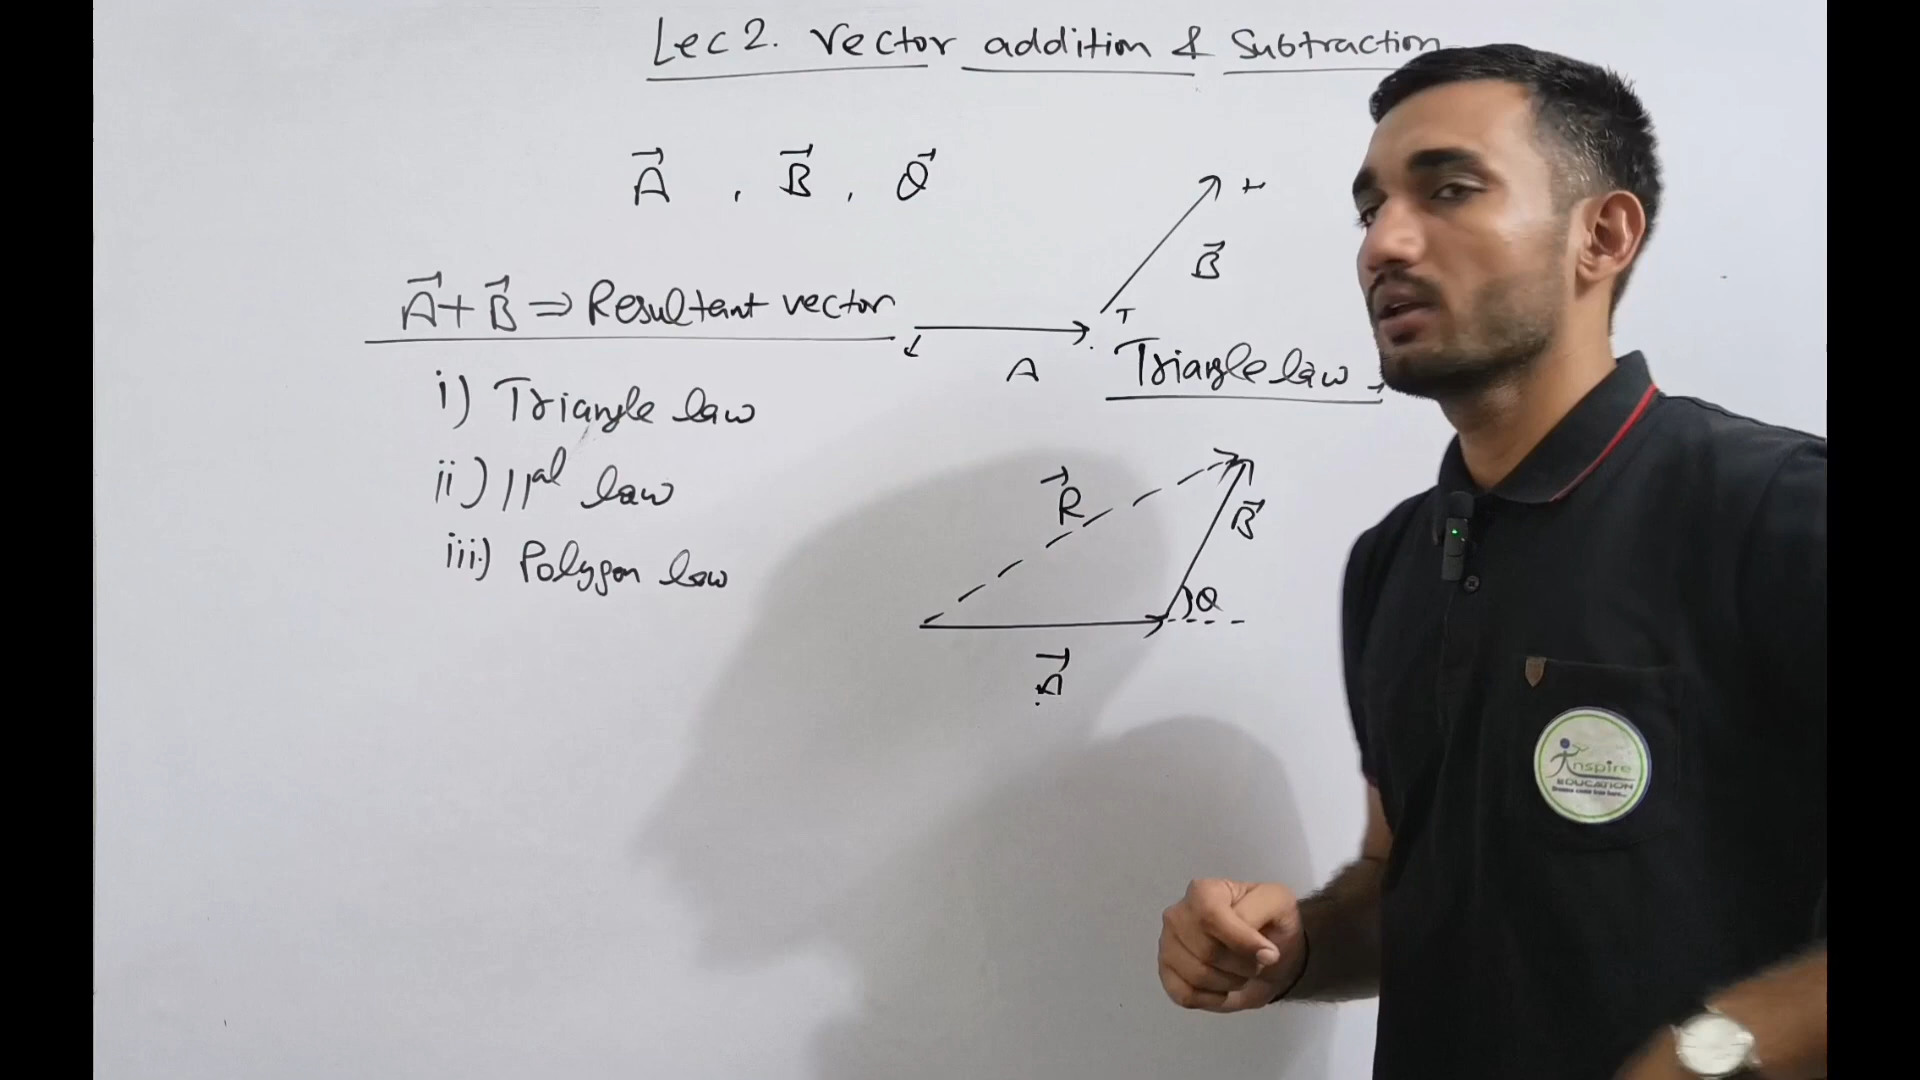 Lec 2. Vector addition & Subtraction
A⃗ , B⃗ , Q⃗
H
B⃗
T
A⃗ + B⃗ ⇒ Resultant vector
A
Triangle law
i) Triangle law
ii) ||al law
iii) Polygon law
R⃗
B⃗
θ
A⃗
Inspire
EDUCATION